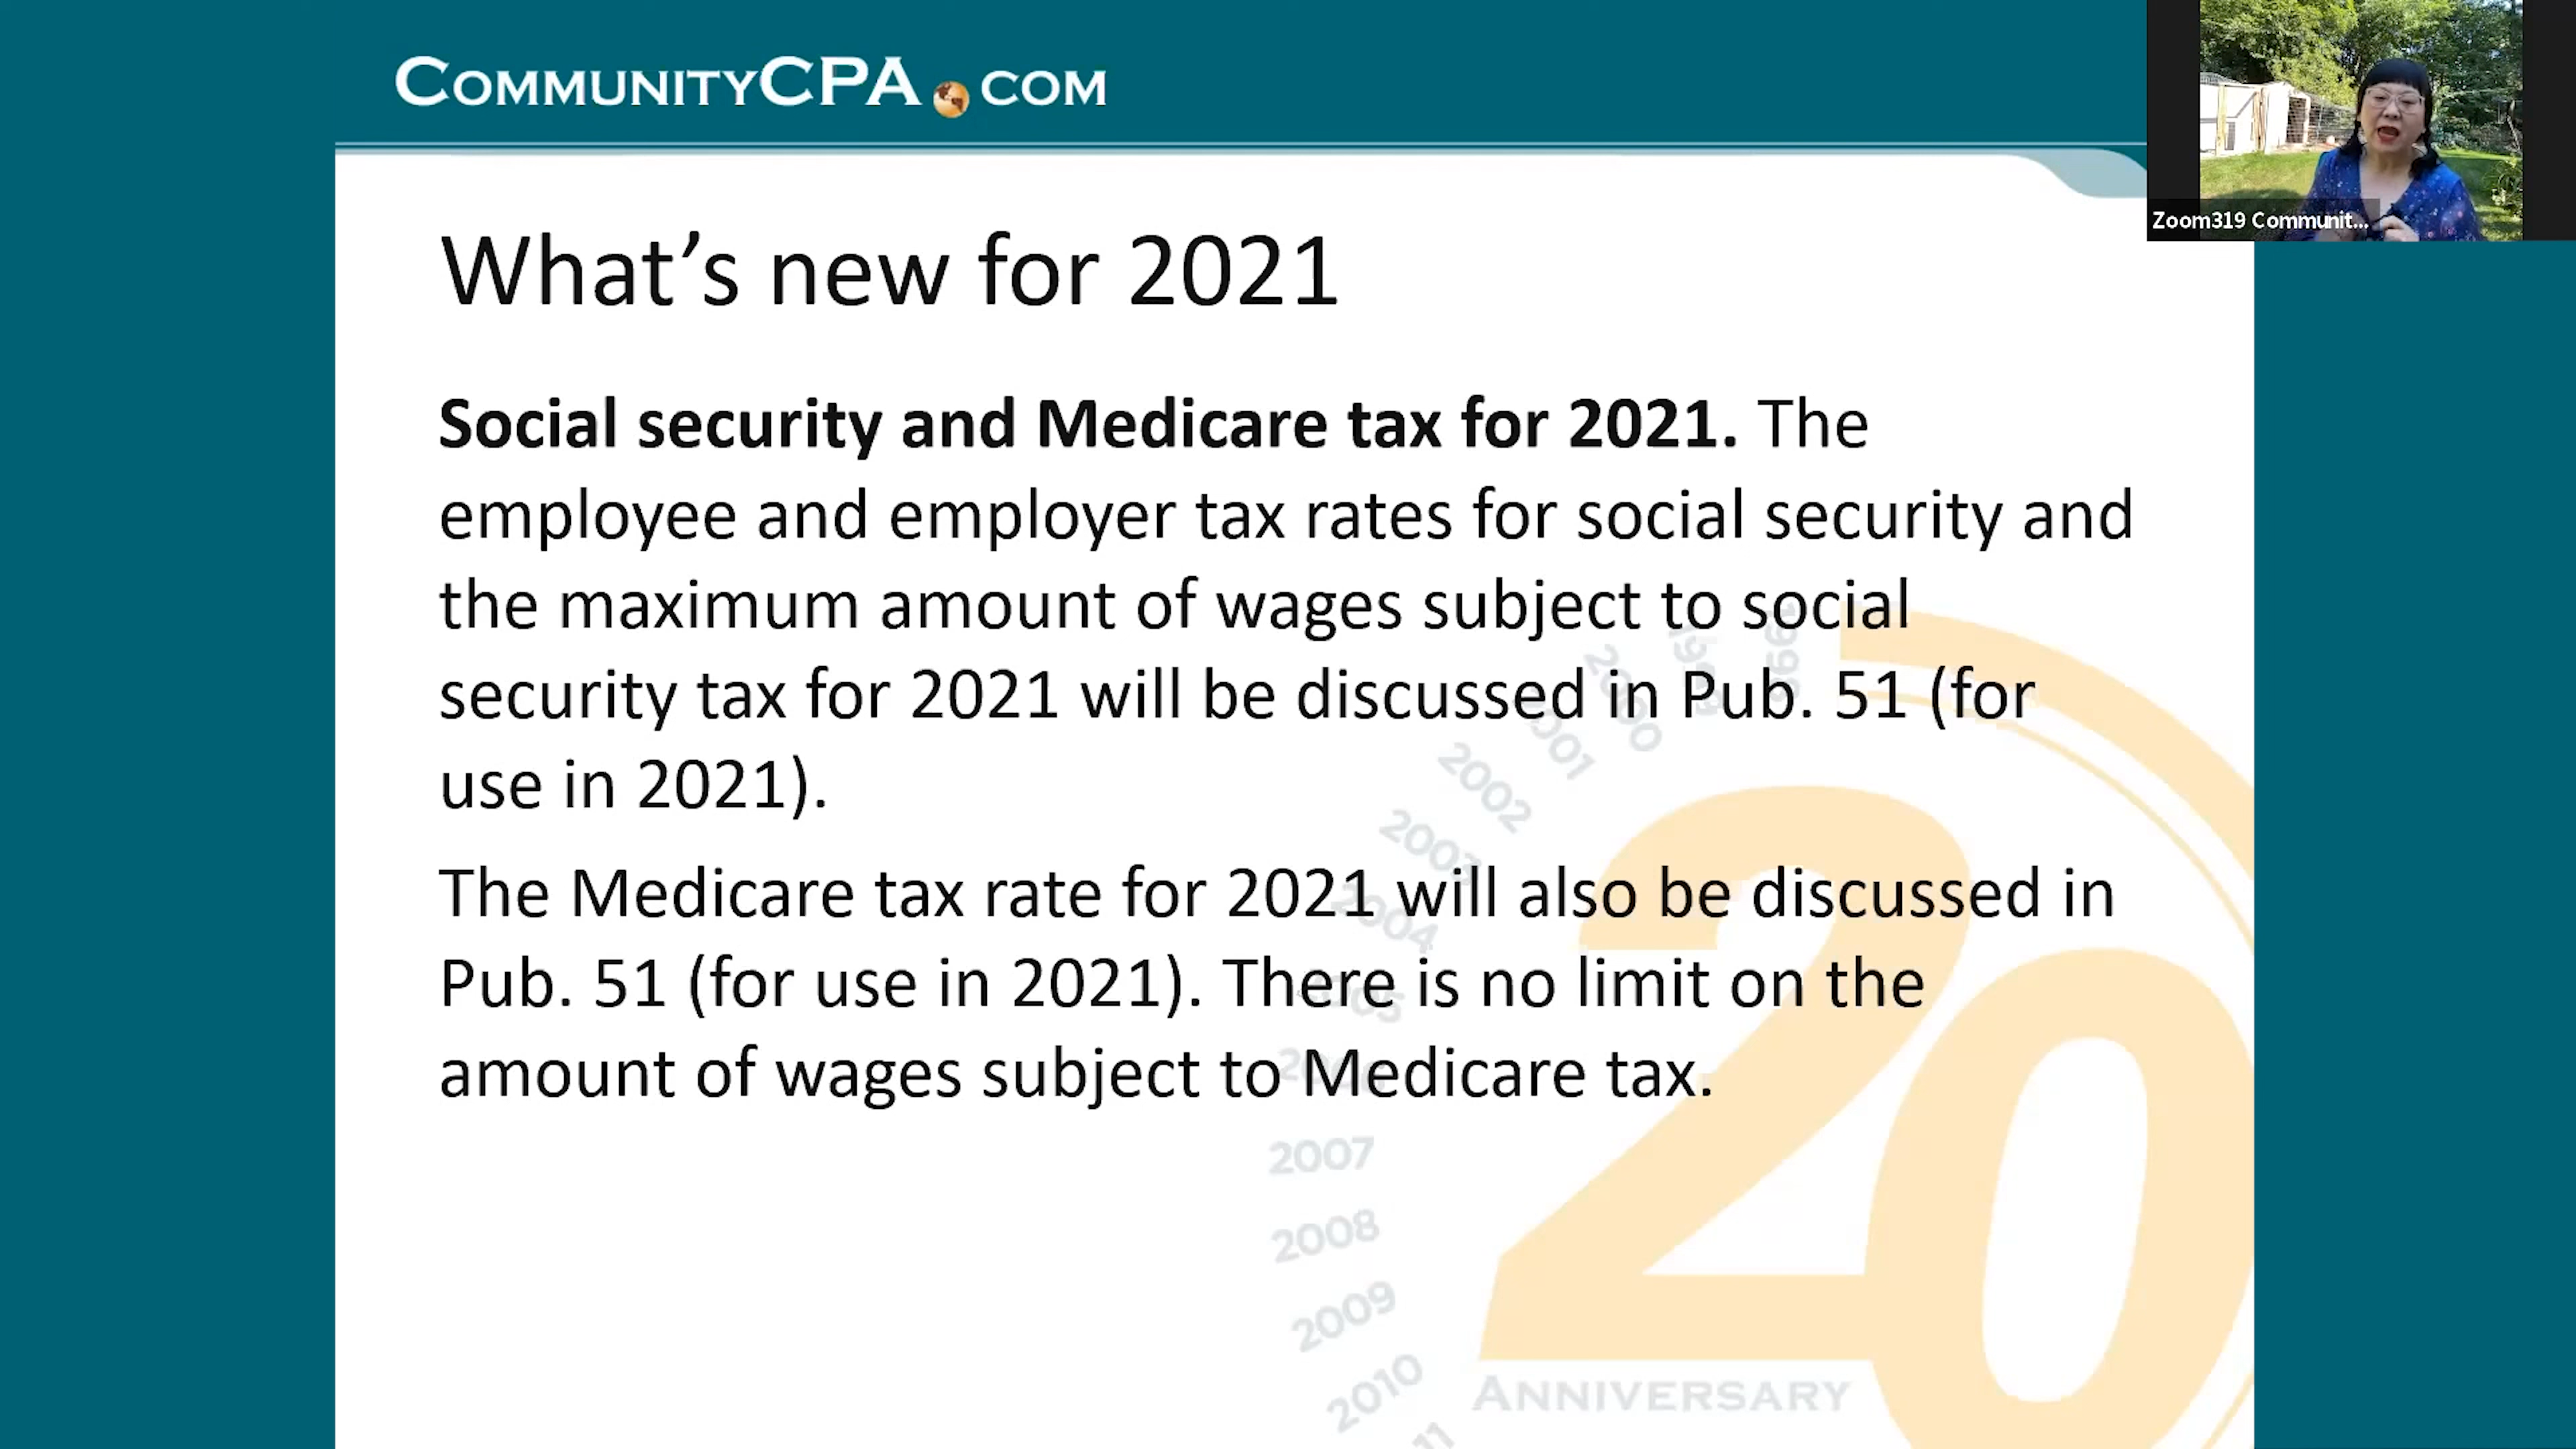 COMMUNITYCPA.COM
Zoom319 Communit...
What’s new for 2021
Social security and Medicare tax for 2021. The
employee and employer tax rates for social security and
the maximum amount of wages subject to social
security tax for 2021 will be discussed in Pub. 51 (for
use in 2021).
The Medicare tax rate for 2021 will also be discussed in
Pub. 51 (for use in 2021). There is no limit on the
amount of wages subject to Medicare tax.
2000
2001
2002
2003
2004
2005
2006
2007
2008
2009
2010
20
ANNIVERSARY